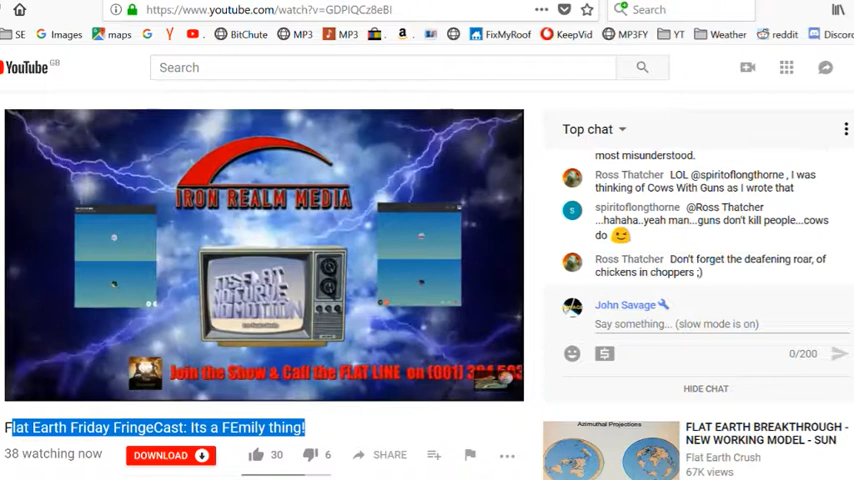 https://www.youtube.com/watch?v=GDPIQCz8eBI
Search
SE Images maps BitChute MP3 MP3 FixMyRoof KeepVid MP3FY YT Weather reddit Discord
YouTube GB
Search
IRON REALM MEDIA
ITS FLAT
Join the Show & Call the FLAT LINE on (001)
Top chat
most misunderstood.
Ross Thatcher LOL @spiritoflongthorne , I was
thinking of Cows With Guns as I wrote that
spiritoflongthorne @Ross Thatcher
...hahaha..yeah man...guns don't kill people...cows
do
Ross Thatcher Don't forget the deafening roar, of
chickens in choppers ;)
John Savage
Say something... (slow mode is on)
0/200
HIDE CHAT
Flat Earth Friday FringeCast: Its a FEmily thing!
38 watching now
DOWNLOAD
30
6
SHARE
Azimuthal Projections
FLAT EARTH BREAKTHROUGH -
NEW WORKING MODEL - SUN
Flat Earth Crush
67K views